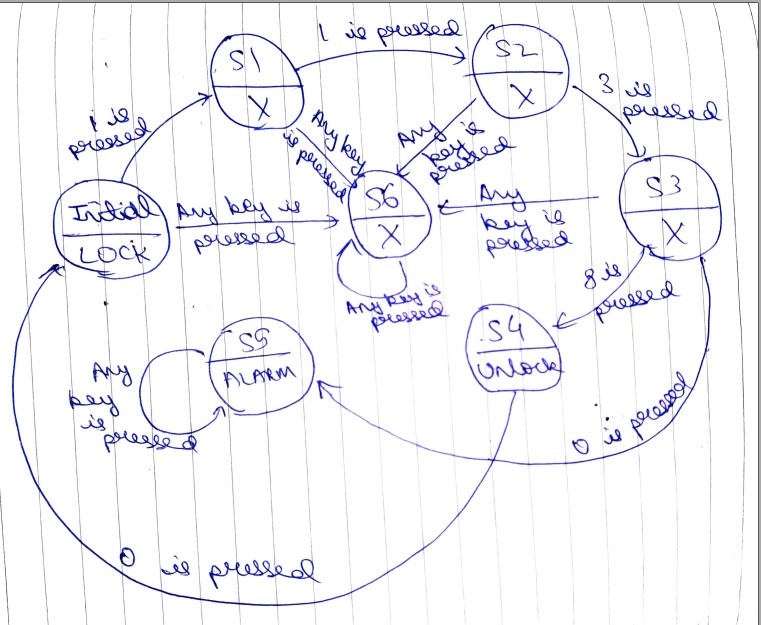 1 is pressed
S1
X
S2
X
3 is
pressed
1 is
pressed
Any key
is pressed
Any
key is
pressed
Initial
LOCK
Any key is
pressed
S6
X
Any
key is
pressed
S3
X
Any key is
pressed
8 is
pressed
S4
Unlock
S5
ALARM
Any
key
is
pressed
0 is pressed
0 is pressed